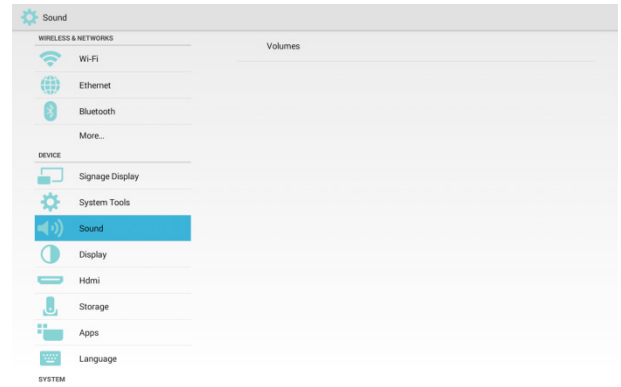 Sound
WIRELESS & NETWORKS
Wi-Fi
Ethernet
Bluetooth
More...
DEVICE
Signage Display
System Tools
Sound
Display
Hdmi
Storage
Apps
Language
SYSTEM
Volumes